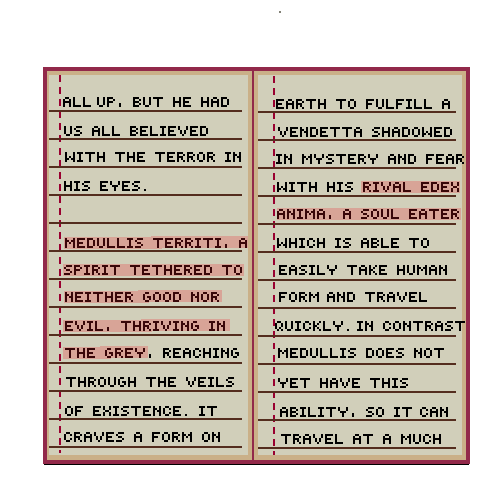 ALL UP. BUT HE HAD
US ALL BELIEVED
WITH THE TERROR IN
HIS EYES.
MEDULLIS TERRITI. A
SPIRIT TETHERED TO
NEITHER GOOD NOR
EVIL. THRIVING IN
THE GREY. REACHING
THROUGH THE VEILS
OF EXISTENCE. IT
CRAVES A FORM ON
EARTH TO FULFILL A
VENDETTA SHADOWED
IN MYSTERY AND FEAR
WITH HIS RIVAL EDEX
ANIMA. A SOUL EATER
WHICH IS ABLE TO
EASILY TAKE HUMAN
FORM AND TRAVEL
QUICKLY. IN CONTRAST
MEDULLIS DOES NOT
YET HAVE THIS
ABILITY. SO IT CAN
TRAVEL AT A MUCH